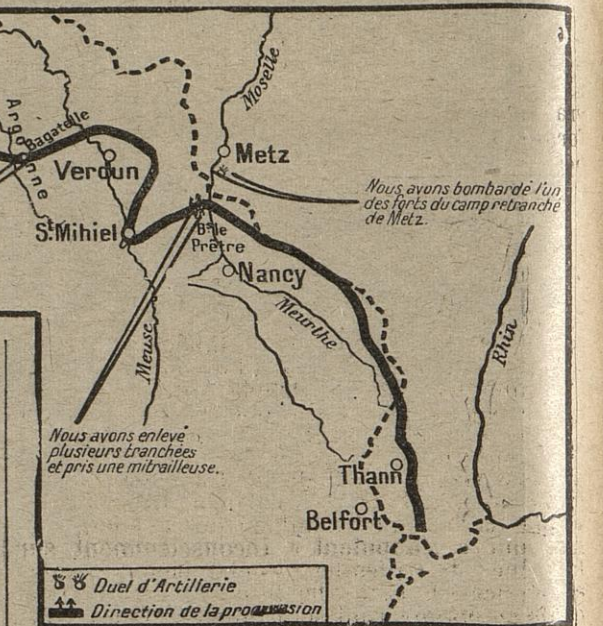 Moselle
Argonne
Bagatelle
Verdun
Metz
Nous avons bombardé l'un
des forts du camp retranché
de Metz.
St Mihiel
Bs le
Prêtre
Nancy
Meurthe
Meuse
Rhin
Nous avons enlevé
plusieurs tranchées
et pris une mitrailleuse.
Thann
Belfort
Duel d'Artillerie
Direction de la progression